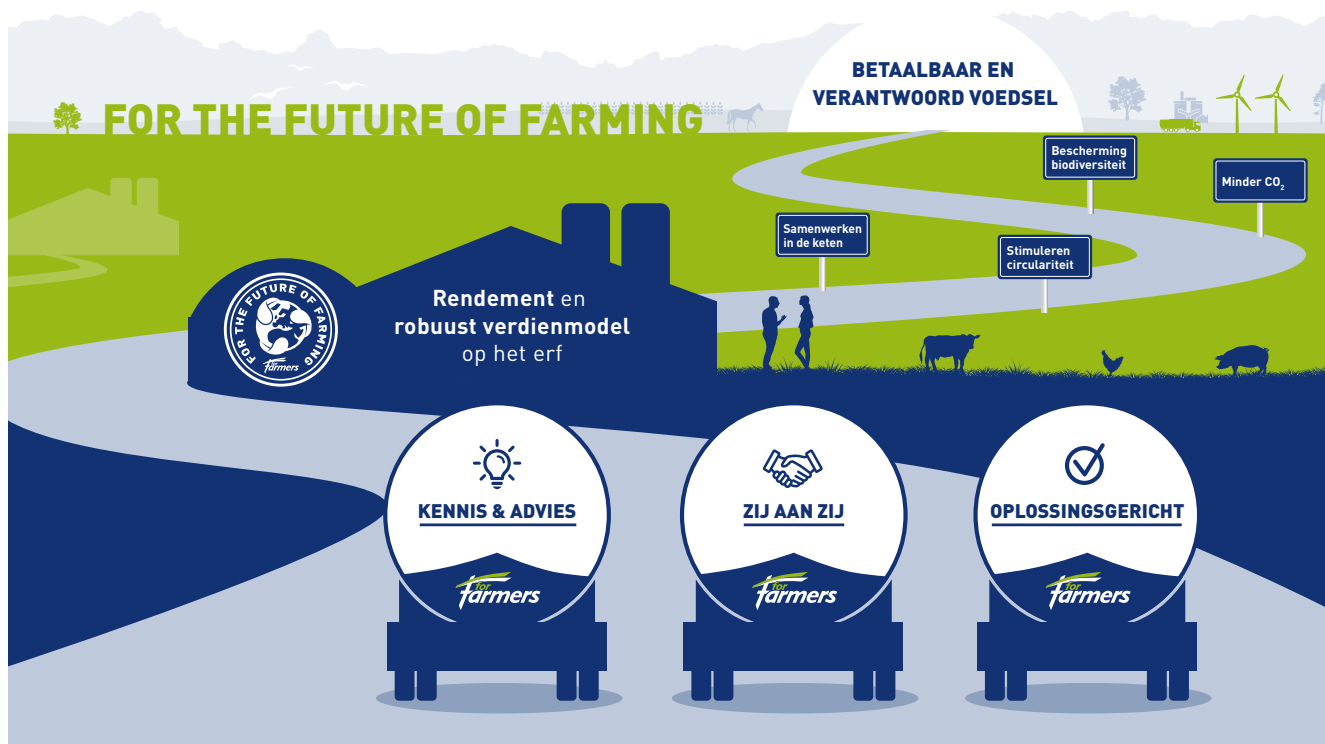 BETAALBAAR EN
VERANTWOORD VOEDSEL
FOR THE FUTURE OF FARMING
Bescherming
biodiversiteit
Minder CO₂
Samenwerken
in de keten
Stimuleren
circulariteit
FOR THE FUTURE OF FARMING
for farmers
Rendement en
robuust verdienmodel
op het erf
KENNIS & ADVIES
for farmers
ZIJ AAN ZIJ
for farmers
OPLOSSINGSGERICHT
for farmers